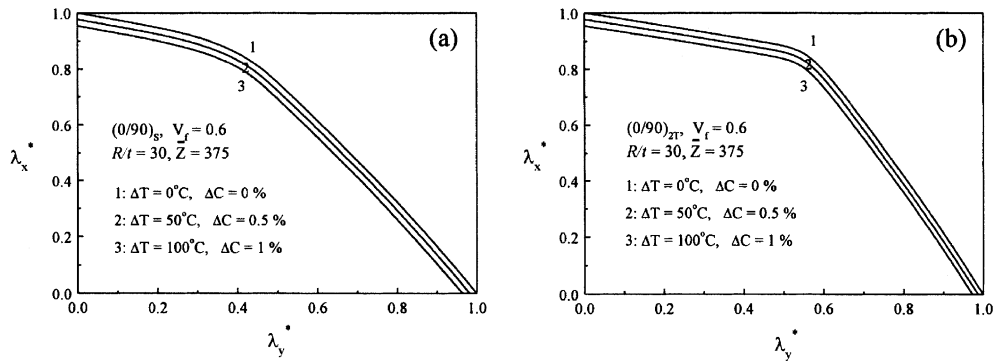 1.0
0.8
0.6
0.4
0.2
0.0
λx*
(a)
1
2
3
(0/90)S, Vf = 0.6
R/t = 30, Z̄ = 375
1: ΔT = 0°C, ΔC = 0 %
2: ΔT = 50°C, ΔC = 0.5 %
3: ΔT = 100°C, ΔC = 1 %
0.0 0.2 0.4 0.6 0.8 1.0
λy*
1.0
0.8
0.6
0.4
0.2
0.0
λx*
(b)
1
2
3
(0/90)2T, Vf = 0.6
R/t = 30, Z̄ = 375
1: ΔT = 0°C, ΔC = 0 %
2: ΔT = 50°C, ΔC = 0.5 %
3: ΔT = 100°C, ΔC = 1 %
0.0 0.2 0.4 0.6 0.8 1.0
λy*